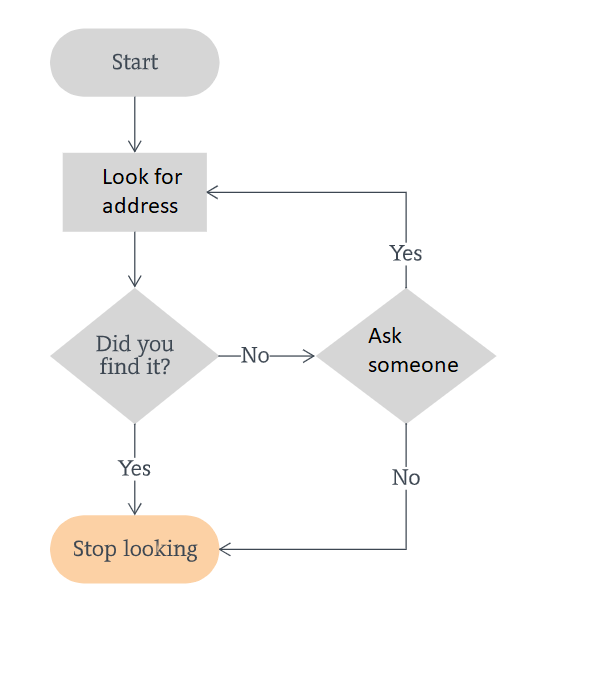 Start
Look for
address
Yes
Did you
find it?
No
Ask
someone
Yes
No
Stop looking